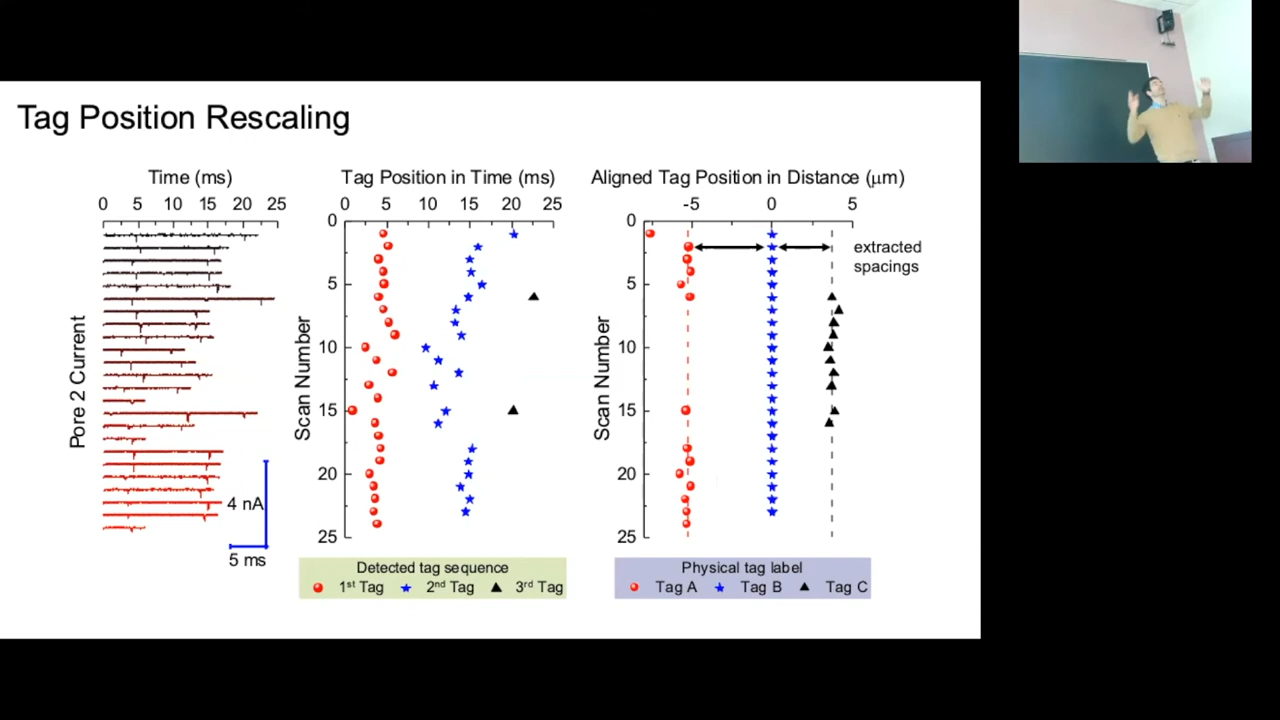 Tag Position Rescaling
Time (ms)
0 5 10 15 20 25
Pore 2 Current
4 nA
5 ms
Tag Position in Time (ms)
0 5 10 15 20 25
Scan Number
0
5
10
15
20
25
Detected tag sequence
1st Tag 2nd Tag 3rd Tag
Aligned Tag Position in Distance (μm)
-5 0 5
Scan Number
0
5
10
15
20
25
extracted
spacings
Physical tag label
Tag A Tag B Tag C